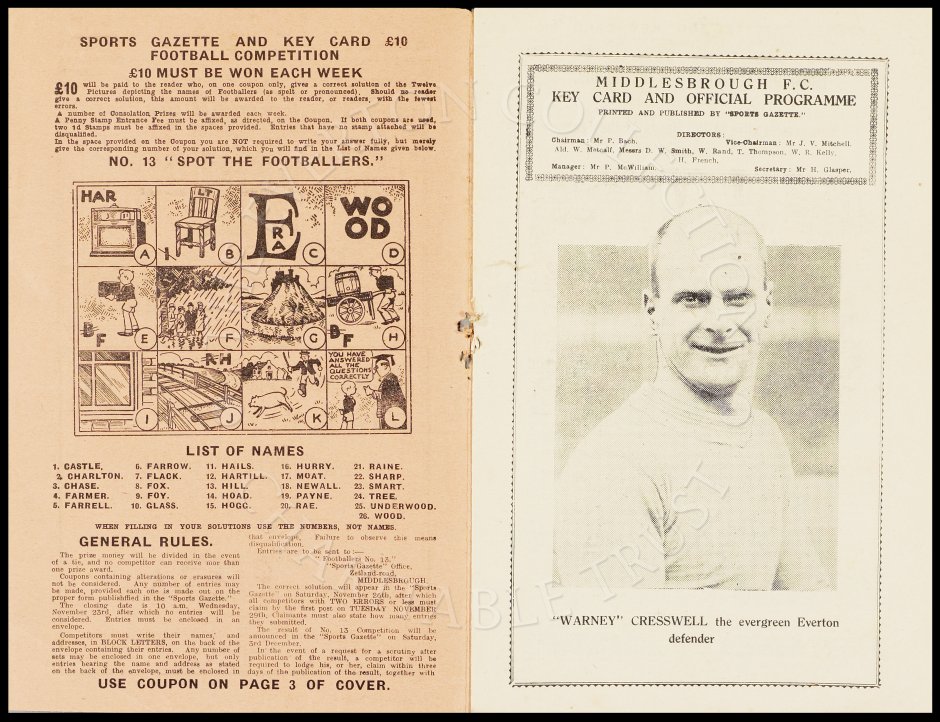 SPORTS GAZETTE AND KEY CARD £10
FOOTBALL COMPETITION
£10 MUST BE WON EACH WEEK
£10 will be paid to the reader who, on one coupon only, gives a correct solution of the Twelve
Pictures depicting the names of Footballers (as spelt or pronounced). Should no reader
give a correct solution, this amount will be awarded to the reader, or readers, with the fewest
errors.
A number of Consolation Prizes will be awarded each week.
A Penny Stamp Entrance Fee must be affixed, as directed, on the Coupon. If both coupons are used,
two 1d Stamps must be affixed in the spaces provided. Entries that have no stamp attached will be
disqualified.
In the space provided on the Coupon you are NOT required to write your answer fully, but merely
give the corresponding number of your solution, which you will find in the List of Names given below.
NO. 13 "SPOT THE FOOTBALLERS."
HAR
A
LT
B
ERA
C
WO
OD
D
BF
E
F
G
BF
H
I
RH
J
K
YOU HAVE
ANSWERED
ALL THE
QUESTIONS
CORRECTLY
L
LIST OF NAMES
1. CASTLE, 6. FARROW. 11. HAILS. 16. HURRY. 21. RAINE.
2. CHARLTON. 7. FLACK. 12. HARTILL. 17. MOAT. 22. SHARP.
3. CHASE. 8. FOX. 13. HILL. 18. NEWALL. 23. SMART.
4. FARMER. 9. FOY. 14. HOAD. 19. PAYNE. 24. TREE.
5. FARRELL. 10. GLASS. 15. HOGG. 20. RAE. 25. UNDERWOOD.
26. WOOD.
WHEN FILLING IN YOUR SOLUTIONS USE THE NUMBERS, NOT NAMES.
GENERAL RULES.
The prize money will be divided in the event
of a tie, and no competitor can receive mor than
one prize award.
Coupons containing alterations or erasures will
not be considered. Any number of entries may
be made, provided each one is made out on the
proper form publishffed in the "Sports Gazette."
The closing date is 10 a.m. Wednesday,
November 23rd, after which no entries will be
considered. Entries must be enclosed in an
envelope.
Competitors must write their names, and
addresses, in BLOCK LETTERS, on the back of the
envelope containing their entries. Any number of
sets may be enclosed in one envelope, but only
entries bearing the name and address as stated
on the back of the envelope, must be enclosed in
that envelope. Failure to observe this means
disqualification.
Entries are to be sent to:—
"Footballers No. 13,"
"Sports Gazette" Office,
Zetland-road,
MIDDLESBROUGH
The correct solution will appear in the "Sports
Gazette" on Saturday, November 26th, after which
all competitors with TWO ERRORS or less must
claim by the first post on TUESDAY NOVEMBER
29th. Claimants must also state how many entries
they submitted.
The result of No. 13 Competition will be
announced in the "Sports Gazette" on Saturday,
3rd December.
In the event of a request for a scrutiny after
publication of the result, a competitor will be
required to lodge his, or her, claim within three
days of the publication of the result, together with
USE COUPON ON PAGE 3 OF COVER.
MIDDLESBROUGH F.C.
KEY CARD AND OFFICIAL PROGRAMME
PRINTED AND PUBLISHED BY "SPORTS GAZETTE."
DIRECTORS:
Chairman: Mr F. Bach. Vice-Chairman: Mr J. V. Mitchell.
Ald. W. Metcalf, Messrs D. W. Smith, W. Rand, T. Thompson, W. R. Kelly,
H. French,
Manager: Mr P. McWilliam. Secretary: Mr H. Glasper.
"WARNEY" CRESSWELL the evergreen Everton
defender